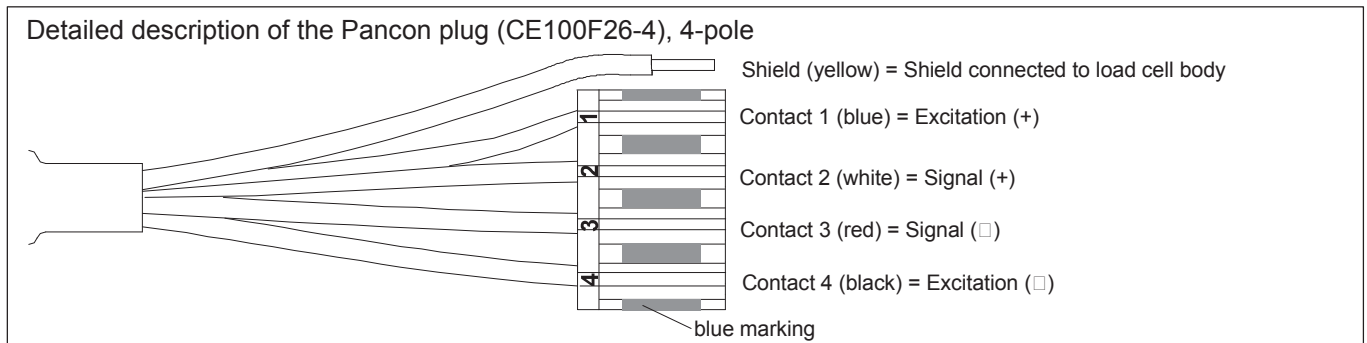 Detailed description of the Pancon plug (CE100F26-4), 4-pole
Shield (yellow) = Shield connected to load cell body
1
Contact 1 (blue) = Excitation (+)
2
Contact 2 (white) = Signal (+)
3
Contact 3 (red) = Signal (□)
4
Contact 4 (black) = Excitation (□)
blue marking